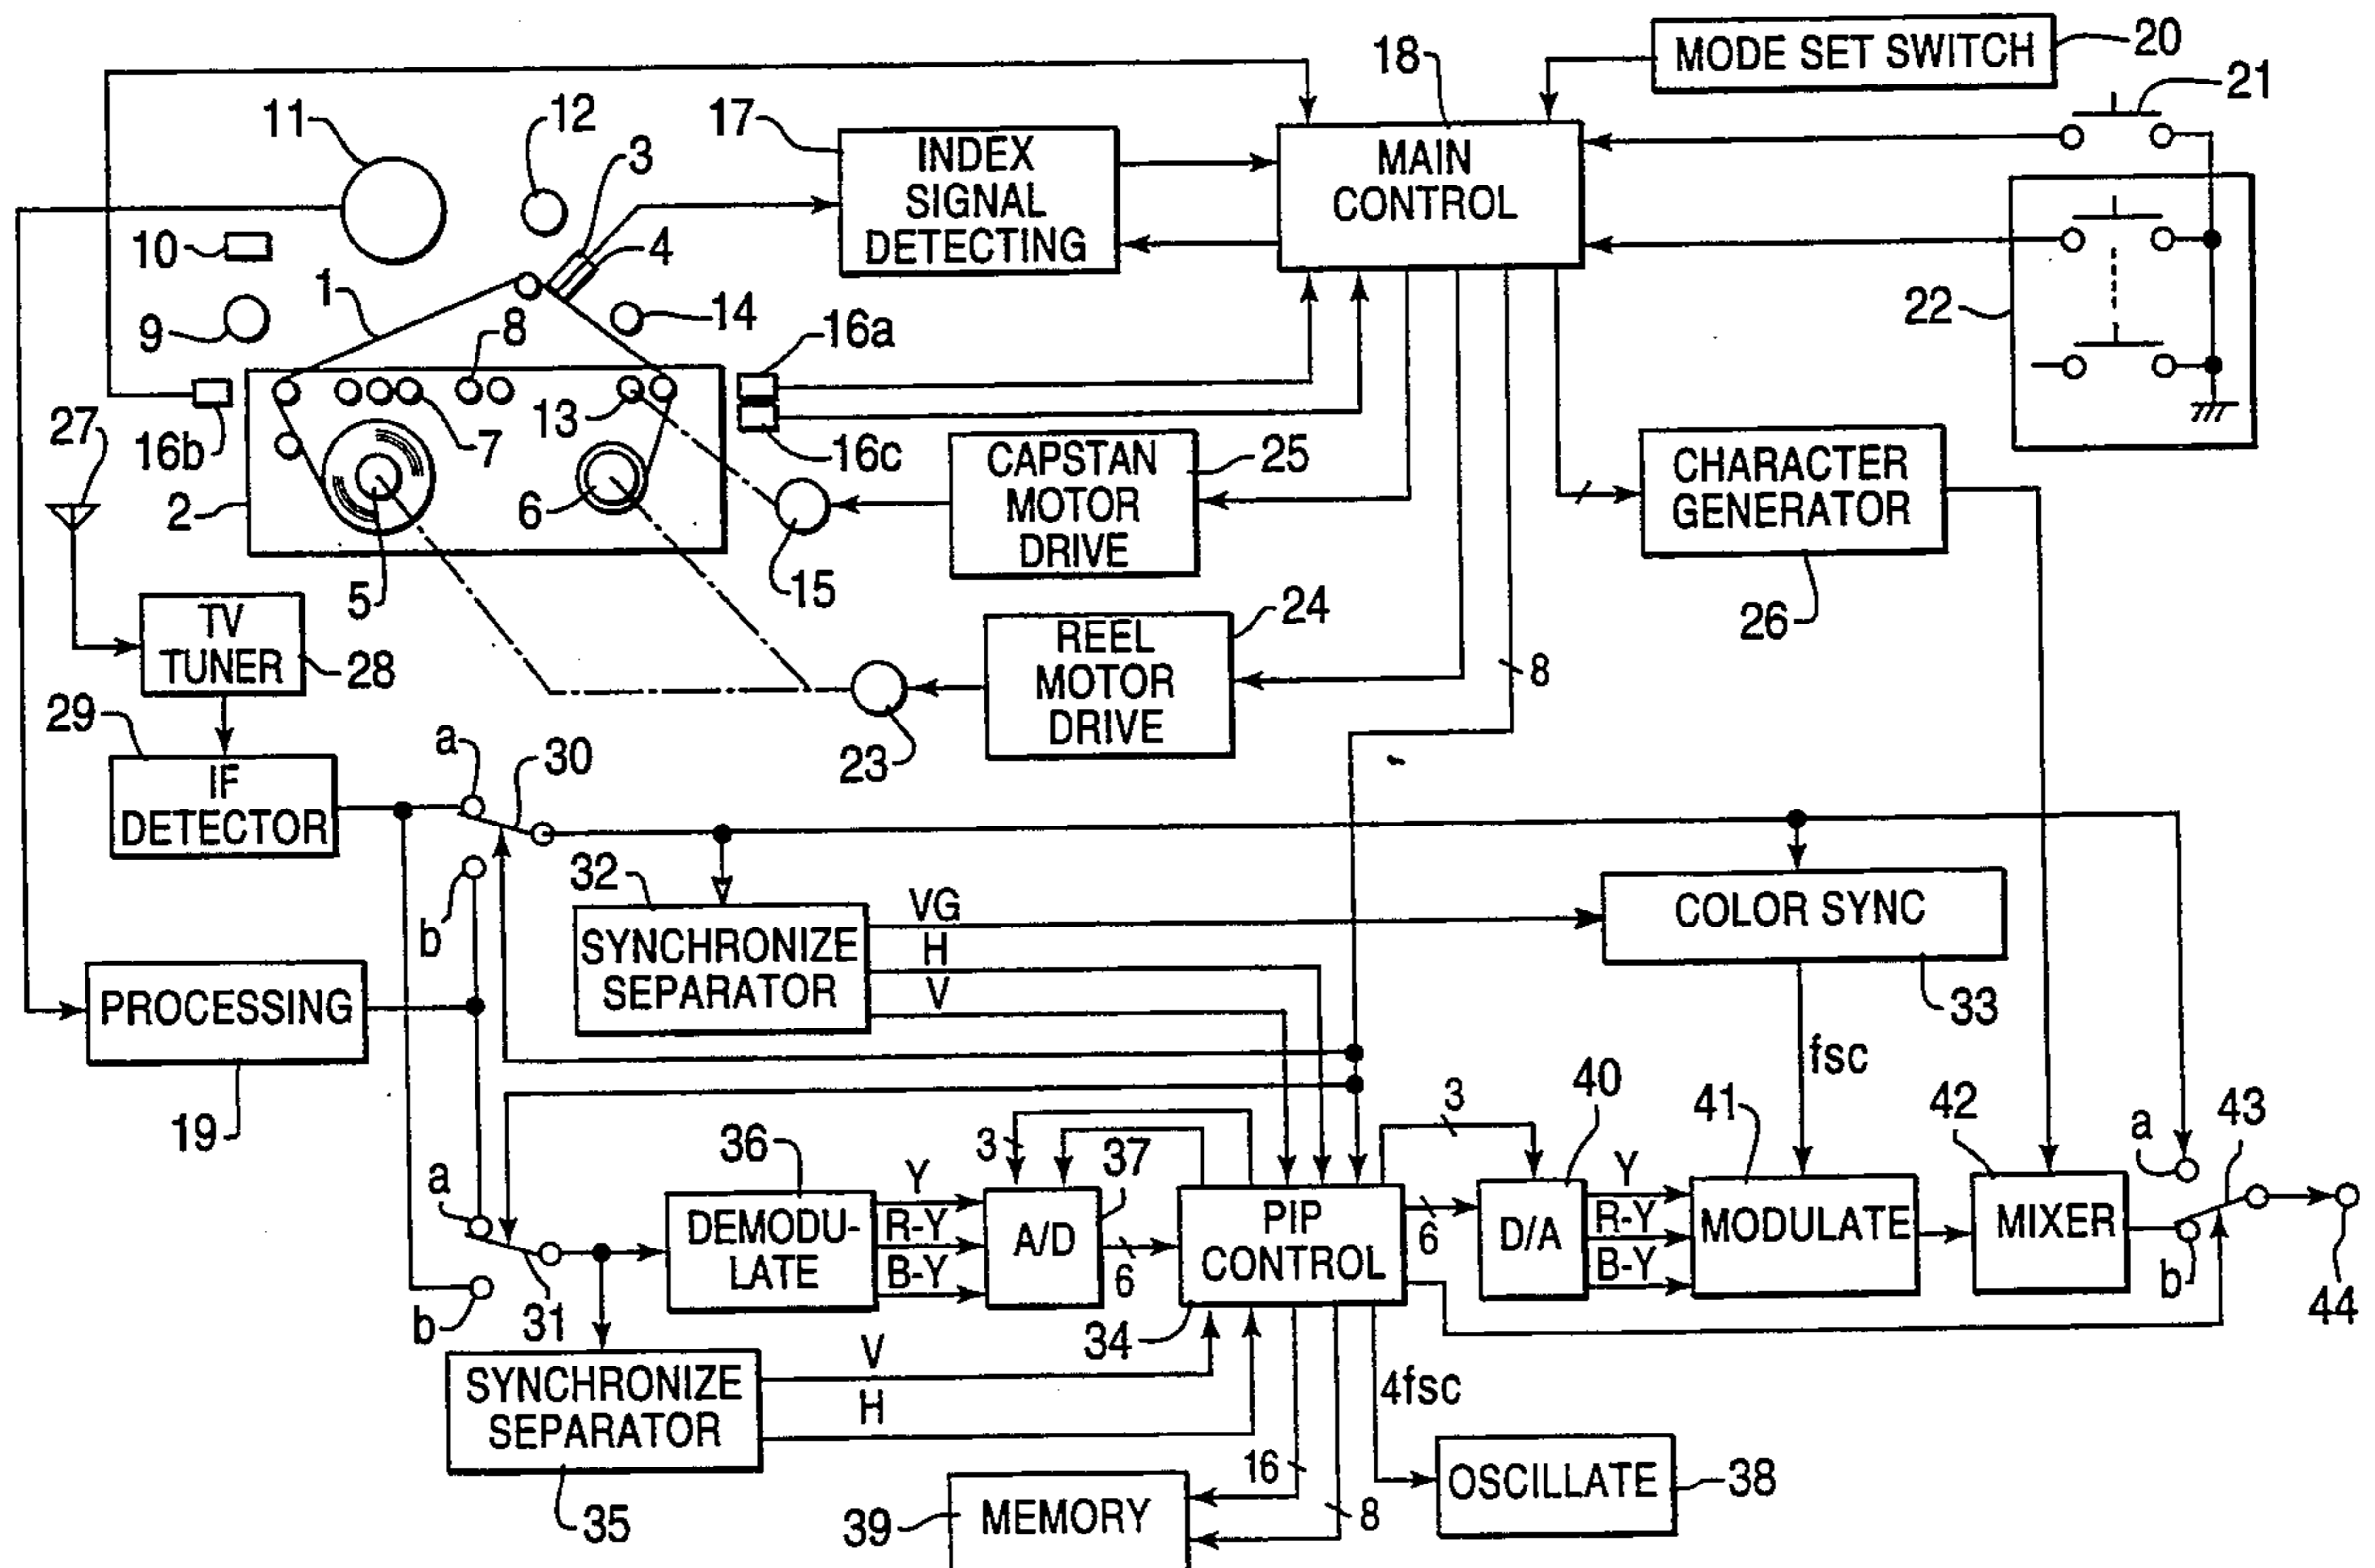 MODE SET SWITCH
20
18
21
11
12
17
3
INDEX
SIGNAL
DETECTING
MAIN
CONTROL
10
4
1
9
8
14
16a
22
27
16b
7
13
16c
2
5
6
15
CAPSTAN
MOTOR
DRIVE
25
CHARACTER
GENERATOR
26
TV
TUNER
28
REEL
MOTOR
DRIVE
24
8
23
29
IF
DETECTOR
a
30
b
32
SYNCHRONIZE
SEPARATOR
VG
H
V
COLOR SYNC
33
PROCESSING
19
fsc
a
b
31
36
DEMODU-
LATE
Y
R-Y
B-Y
3
37
A/D
6
PIP
CONTROL
34
3
6
40
D/A
Y
R-Y
B-Y
41
MODULATE
42
MIXER
a
43
b
44
SYNCHRONIZE
SEPARATOR
35
V
H
4fsc
16
8
39
MEMORY
OSCILLATE
38